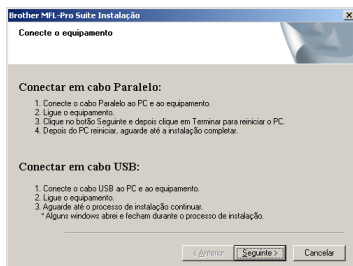 Brother MFL-Pro Suite Instalação
Conecte o equipamento
Conectar em cabo Paralelo:
1. Conecte o cabo Paralelo ao PC e ao equipamento.
2. Ligue o equipamento.
3. Clique no botão Seguinte e depois clique em Terminar para reiniciar o PC.
4. Depois do PC reiniciar, aguarde até a instalação completar.
Conectar em cabo USB:
1. Conecte o cabo USB ao PC e ao equipamento.
2. Ligue o equipamento.
3. Aguarde até o processo de instalação continuar.
* Alguns windows abrei e fecham durante o processo de instalação.
< Anterior Seguinte > Cancelar